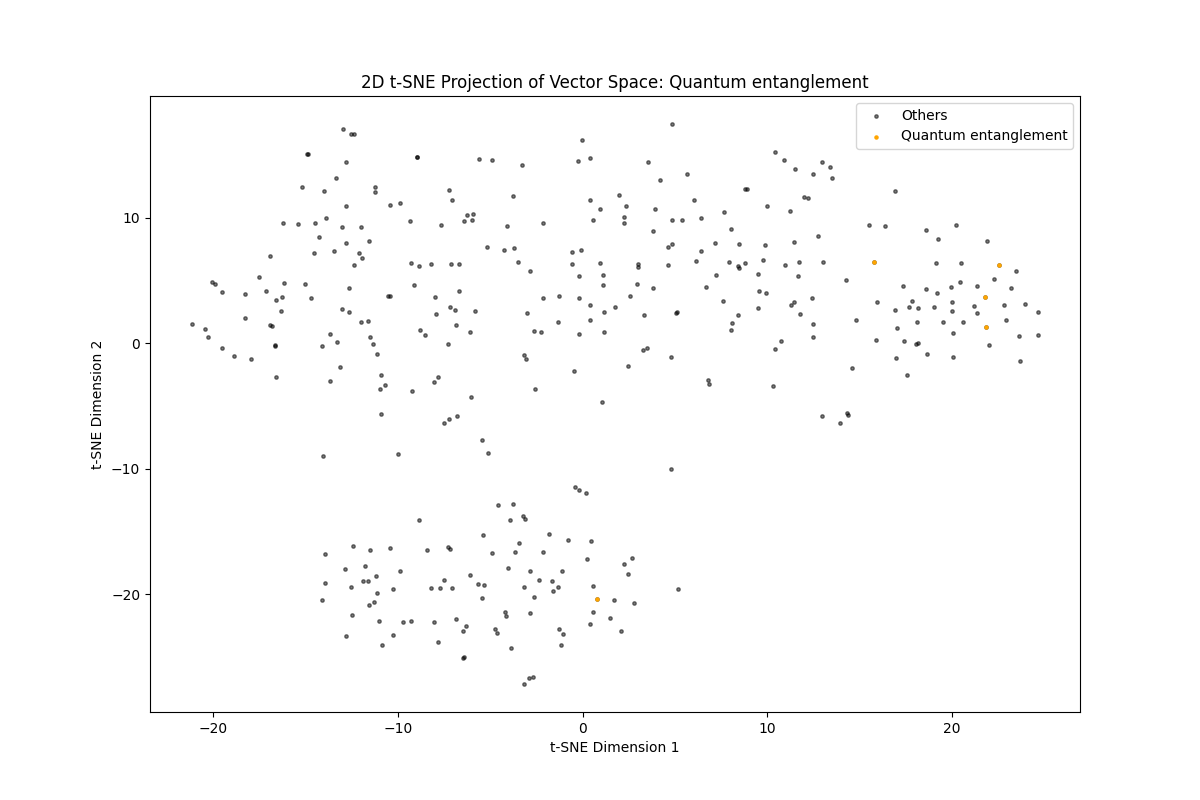 2D t-SNE Projection of Vector Space: Quantum entanglement
Others
Quantum entanglement
10
0
−10
−20
t-SNE Dimension 2
−20
−10
0
10
20
t-SNE Dimension 1